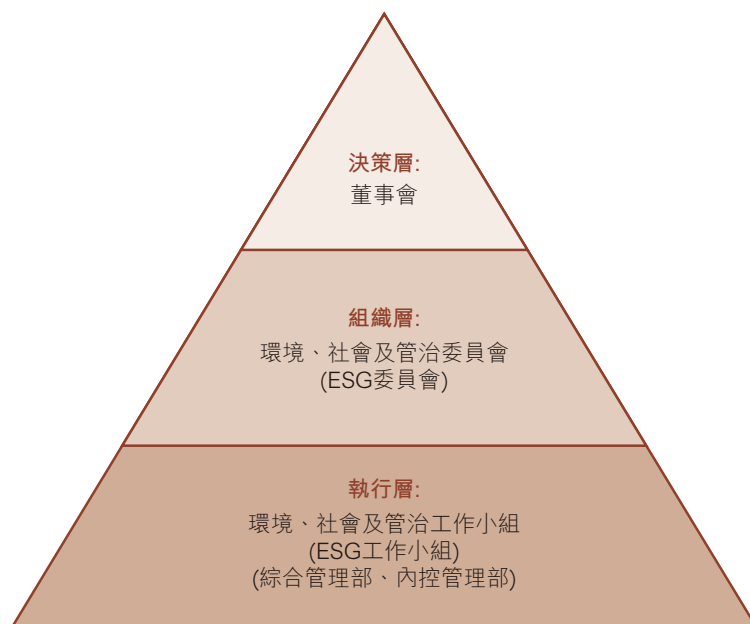 決策層:
董事會
組織層:
環境、社會及管治委員會
(ESG委員會)
執行層:
環境、社會及管治工作小組
(ESG工作小組)
(綜合管理部、內控管理部)